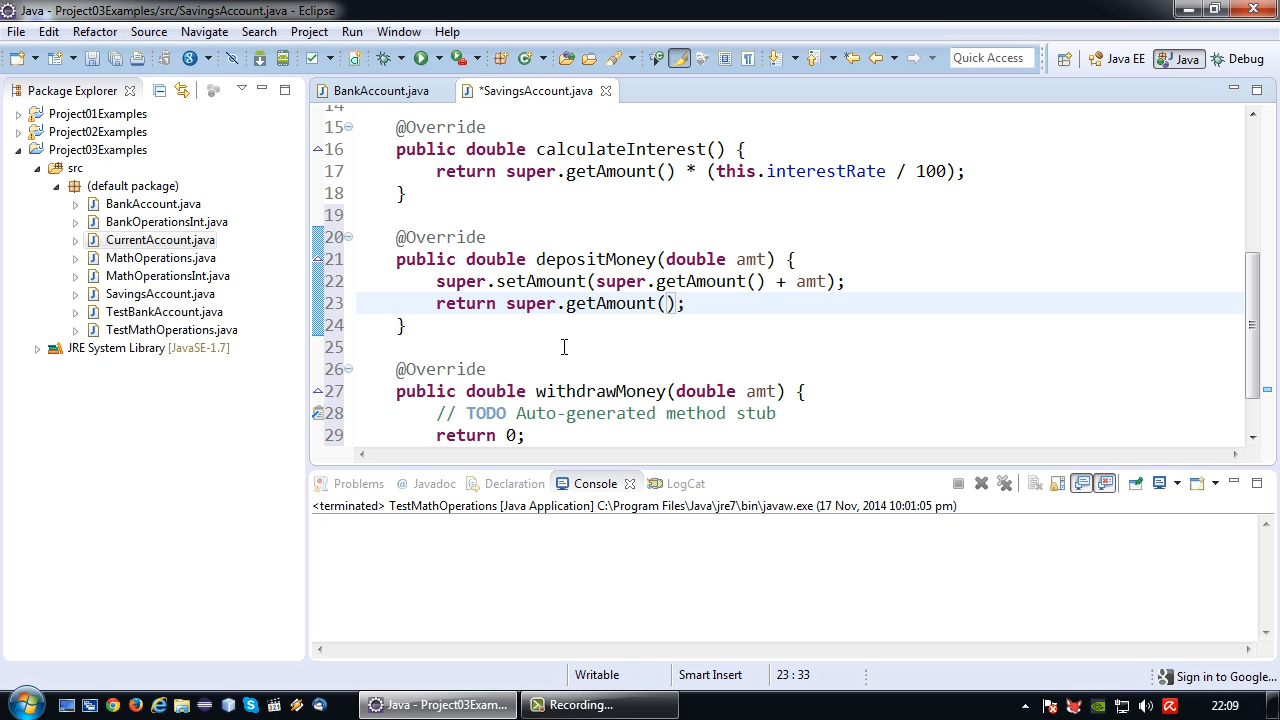 Java - Project03Examples/src/SavingsAccount.java - Eclipse
File Edit Refactor Source Navigate Search Project Run Window Help
Quick Access Java EE Java Debug
Package Explorer BankAccount.java *SavingsAccount.java
Project01Examples
Project02Examples
Project03Examples
src
(default package)
BankAccount.java
BankOperationsInt.java
CurrentAccount.java
MathOperations.java
MathOperationsInt.java
SavingsAccount.java
TestBankAccount.java
TestMathOperations.java
JRE System Library [JavaSE-1.7]
14
15 @Override
16 public double calculateInterest() {
17 return super.getAmount() * (this.interestRate / 100);
18 }
19
20 @Override
21 public double depositMoney(double amt) {
22 super.setAmount(super.getAmount() + amt);
23 return super.getAmount();
24 }
25
26 @Override
27 public double withdrawMoney(double amt) {
28 // TODO Auto-generated method stub
29 return 0;
Problem Javadoc Declaration Console LogCat
<terminated> TestMathOperations [Java Application] C:\Program Files\Java\jre7\bin\javaw.exe (17 Nov, 2014 10:01:05 pm)
Writable Smart Insert 23 : 33 Sign in to Google...
Java - Project03Exam... Recording... 22:09